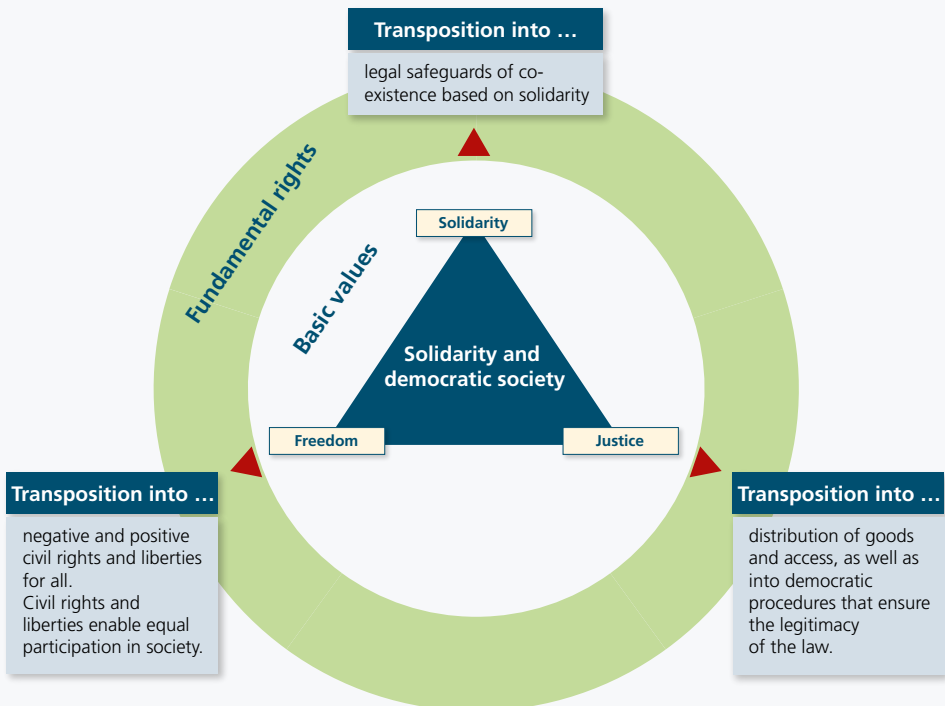 Transposition into …
legal safeguards of co-
existence based on solidarity
Fundamental rights
Basic values
Solidarity
Solidarity and
democratic society
Freedom
Justice
Transposition into …
negative and positive
civil rights and liberties
for all.
Civil rights and
liberties enable equal
participation in society.
Transposition into …
distribution of goods
and access, as well as
into democratic
procedures that ensure
the legitimacy
of the law.